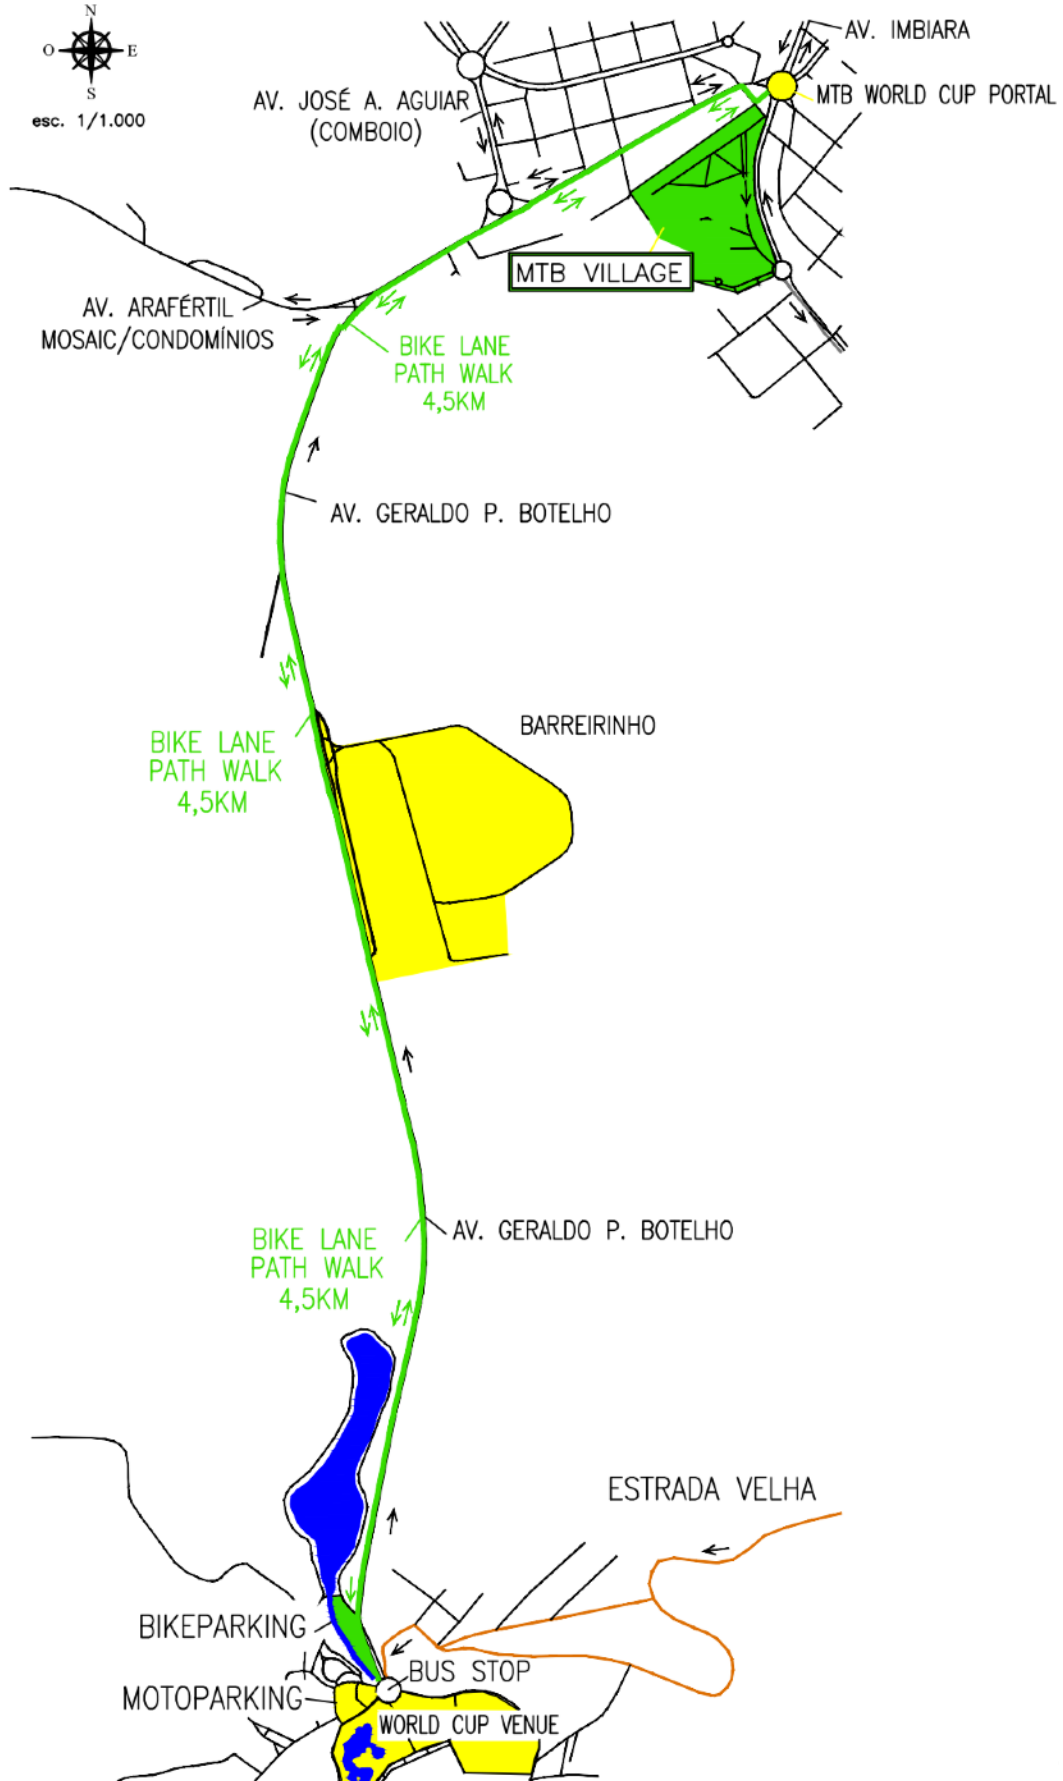 N
O
E
S
esc. 1/1.000
AV. IMBIARA
MTB WORLD CUP PORTAL
AV. JOSÉ A. AGUIAR
(COMBOIO)
MTB VILLAGE
AV. ARAFÉRTIL
MOSAIC/CONDOMÍNIOS
BIKE LANE
PATH WALK
4,5KM
AV. GERALDO P. BOTELHO
BARREIRINHO
BIKE LANE
PATH WALK
4,5KM
AV. GERALDO P. BOTELHO
BIKE LANE
PATH WALK
4,5KM
ESTRADA VELHA
BIKEPARKING
BUS STOP
MOTOPARKING
WORLD CUP VENUE